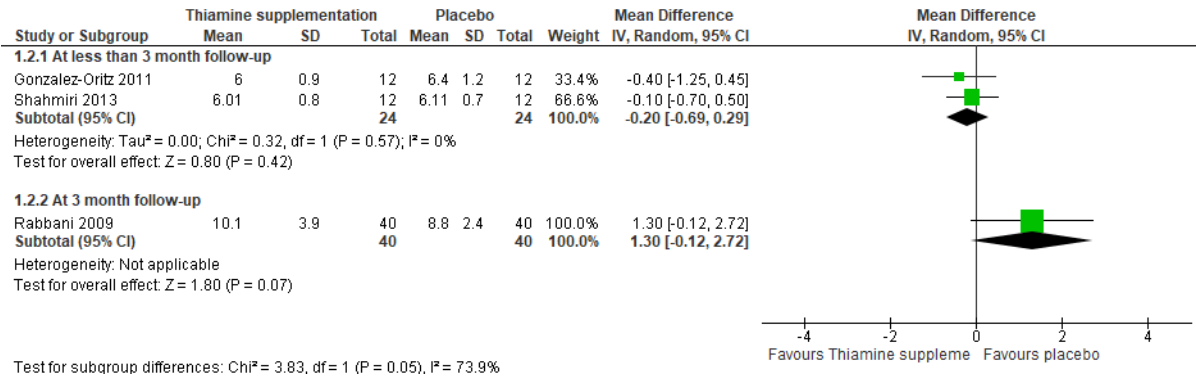 Thiamine supplementation Placebo Mean Difference Mean Difference
Study or Subgroup Mean SD Total Mean SD Total Weight IV, Random, 95% CI IV, Random, 95% CI
1.2.1 At less than 3 month follow-up
Gonzalez-Oritz 2011 6 0.9 12 6.4 1.2 12 33.4% -0.40 [-1.25, 0.45]
Shahmiri 2013 6.01 0.8 12 6.11 0.7 12 66.6% -0.10 [-0.70, 0.50]
Subtotal (95% CI) 24 24 100.0% -0.20 [-0.69, 0.29]
Heterogeneity: Tau² = 0.00; Chi² = 0.32, df = 1 (P = 0.57); I² = 0%
Test for overall effect: Z = 0.80 (P = 0.42)
1.2.2 At 3 month follow-up
Rabbani 2009 10.1 3.9 40 8.8 2.4 40 100.0% 1.30 [-0.12, 2.72]
Subtotal (95% CI) 40 40 100.0% 1.30 [-0.12, 2.72]
Heterogeneity: Not applicable
Test for overall effect: Z = 1.80 (P = 0.07)
-4 -2 0 2 4
Favours Thiamine suppleme Favours placebo
Test for subgroup differences: Chi² = 3.83, df = 1 (P = 0.05), I² = 73.9%